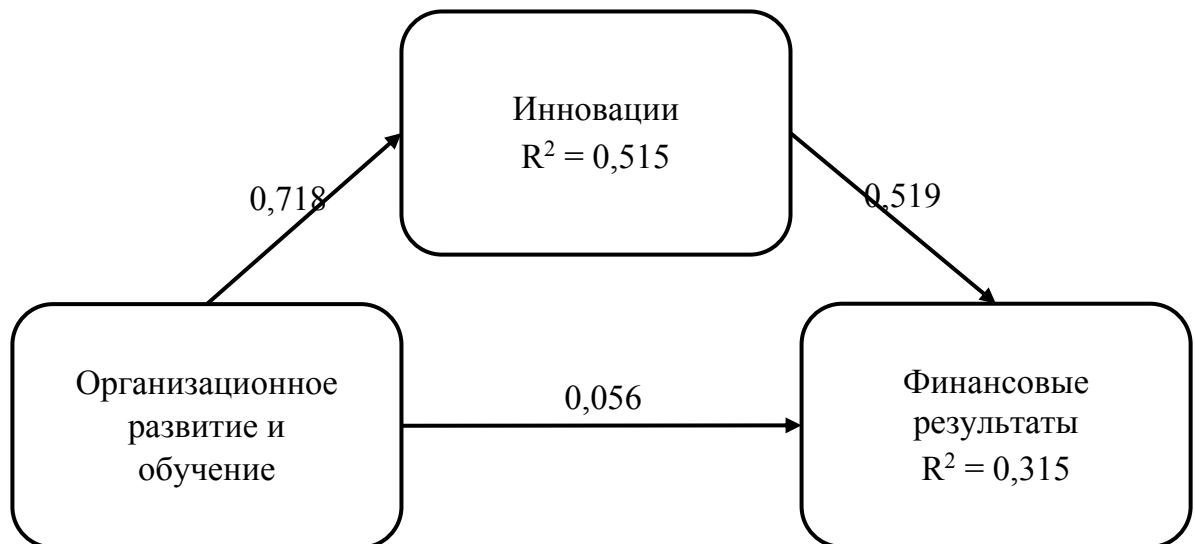 Инновации
R² = 0,515
0,718
0,519
Организационное
развитие и
обучение
0,056
Финансовые
результаты
R² = 0,315